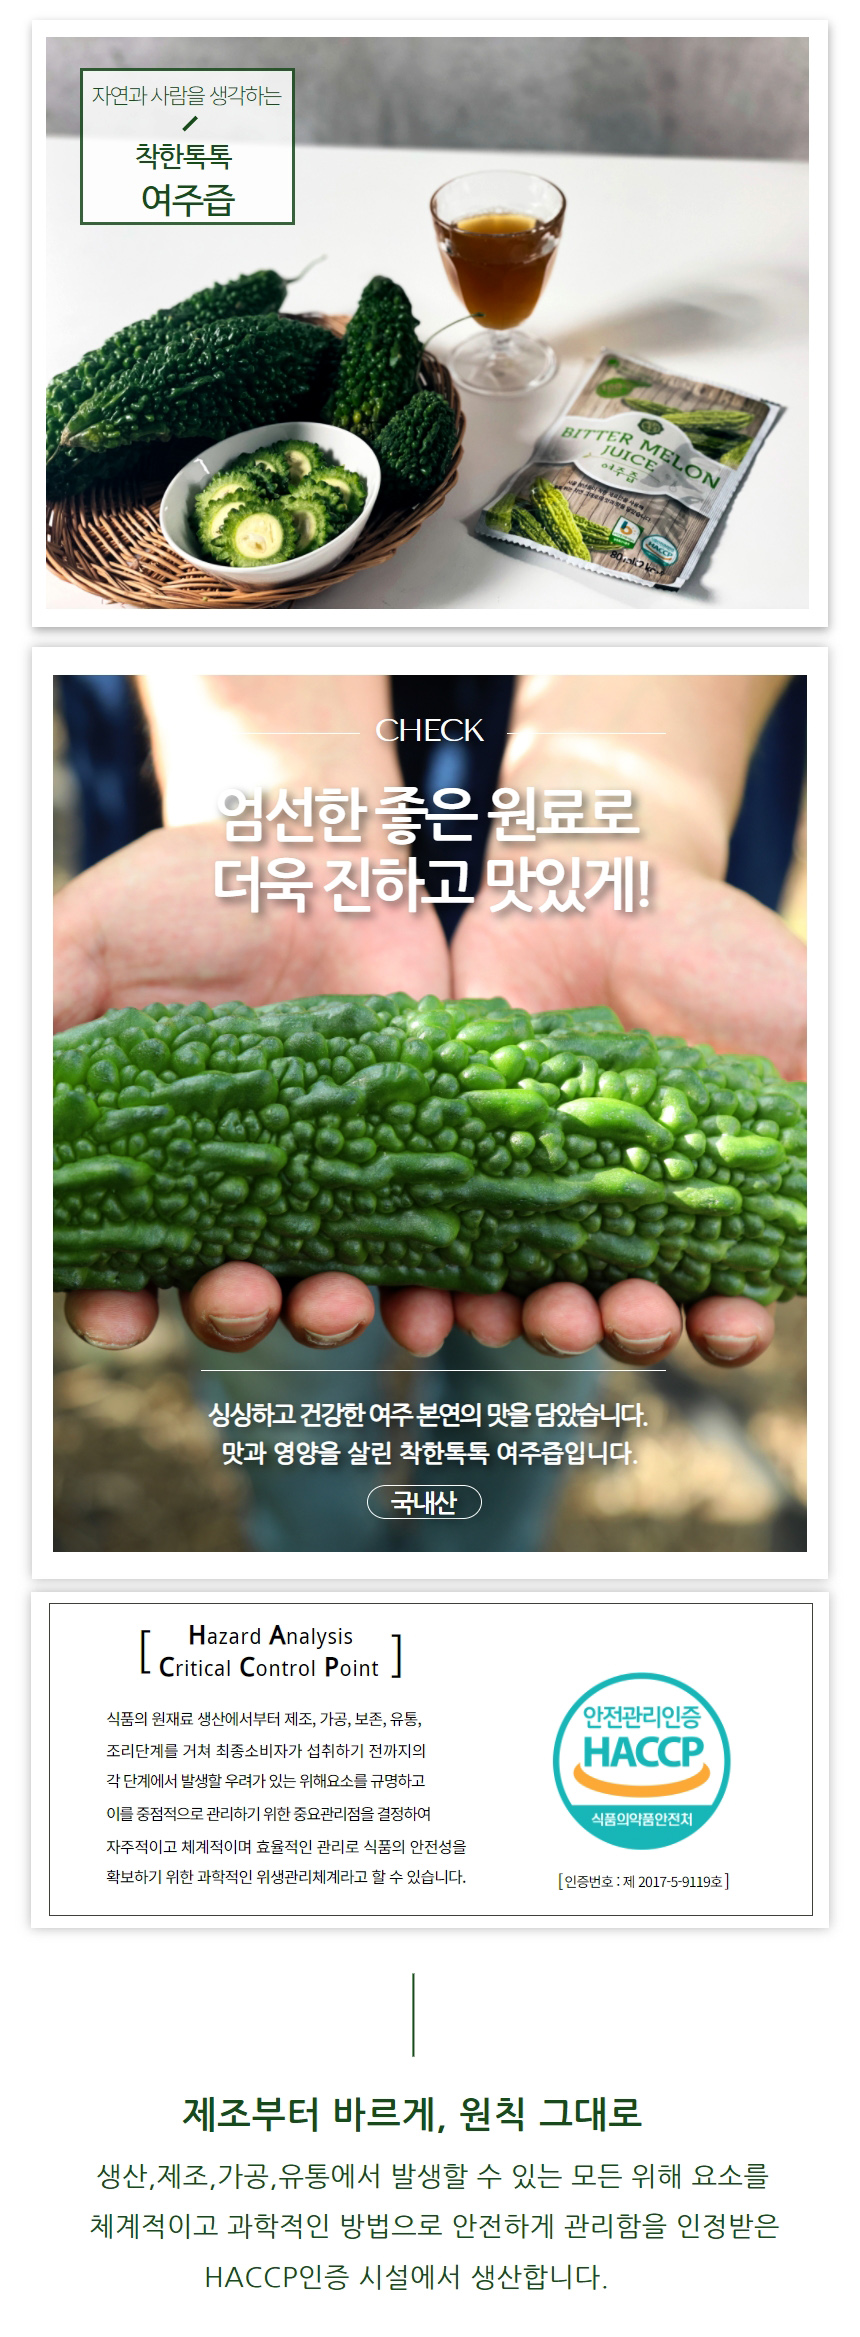 자연과 사람을 생각하는
착한톡톡
여주즙
BITTER MELON
JUICE
여주즙
HACCP
CHECK
엄선한 좋은 원료로
더욱 진하고 맛있게!
싱싱하고 건강한 여주 본연의 맛을 담았습니다.
맛과 영양을 살린 착한톡톡 여주즙입니다.
국내산
[ Hazard Analysis
Critical Control Point ]
식품의 원재료 생산에서부터 제조, 가공, 보존, 유통,
조리단계를 거쳐 최종소비자가 섭취하기 전까지의
각 단계에서 발생할 우려가 있는 위해요소를 규명하고
이를 중점적으로 관리하기 위한 중요관리점을 결정하여
자주적이고 체계적이며 효율적인 관리로 식품의 안전성을
확보하기 위한 과학적인 위생관리체계라고 할 수 있습니다.
안전관리인증
HACCP
식품의약품안전처
[ 인증번호 : 제 2017-5-9119호 ]
제조부터 바르게, 원칙 그대로
생산,제조,가공,유통에서 발생할 수 있는 모든 위해 요소를
체계적이고 과학적인 방법으로 안전하게 관리함을 인정받은
HACCP인증 시설에서 생산합니다.